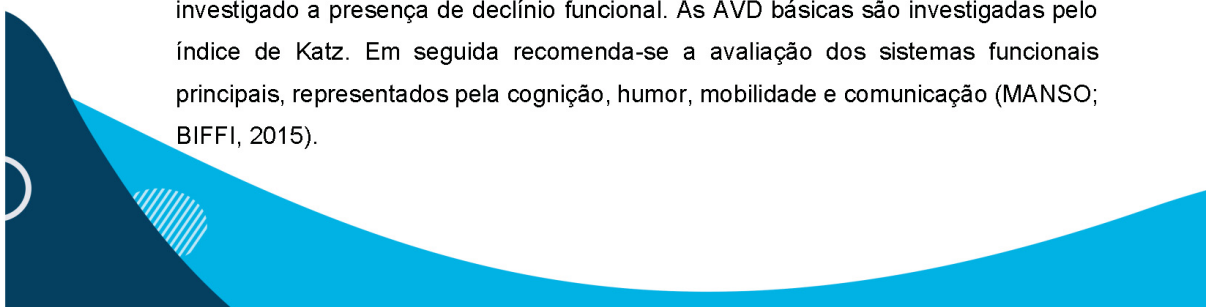 investigado a presença de declínio funcional. As AVD básicas são investigadas pelo
índice de Katz. Em seguida recomenda-se a avaliação dos sistemas funcionais
principais, representados pela cognição, humor, mobilidade e comunicação (MANSO;
BIFFI, 2015).